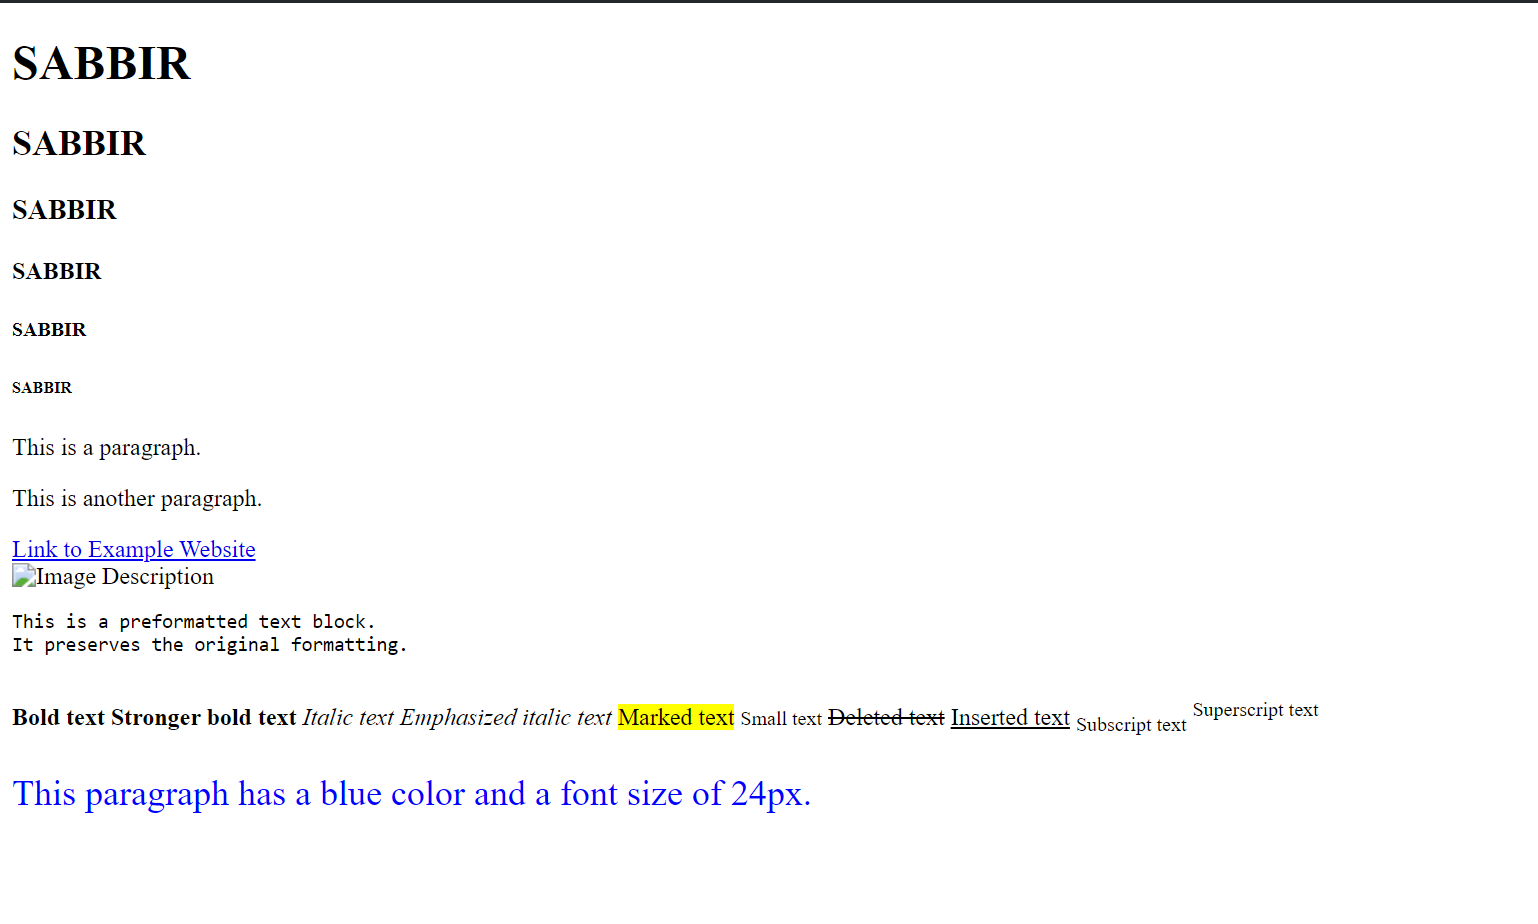 SABBIR
SABBIR
SABBIR
SABBIR
SABBIR
SABBIR
This is a paragraph.
This is another paragraph.
Link to Example Website
Image Description
This is a preformatted text block.
It preserves the original formatting.
Bold text Stronger bold text Italic text Emphasized italic text Marked text Small text Deleted text Inserted text Subscript text Superscript text
This paragraph has a blue color and a font size of 24px.